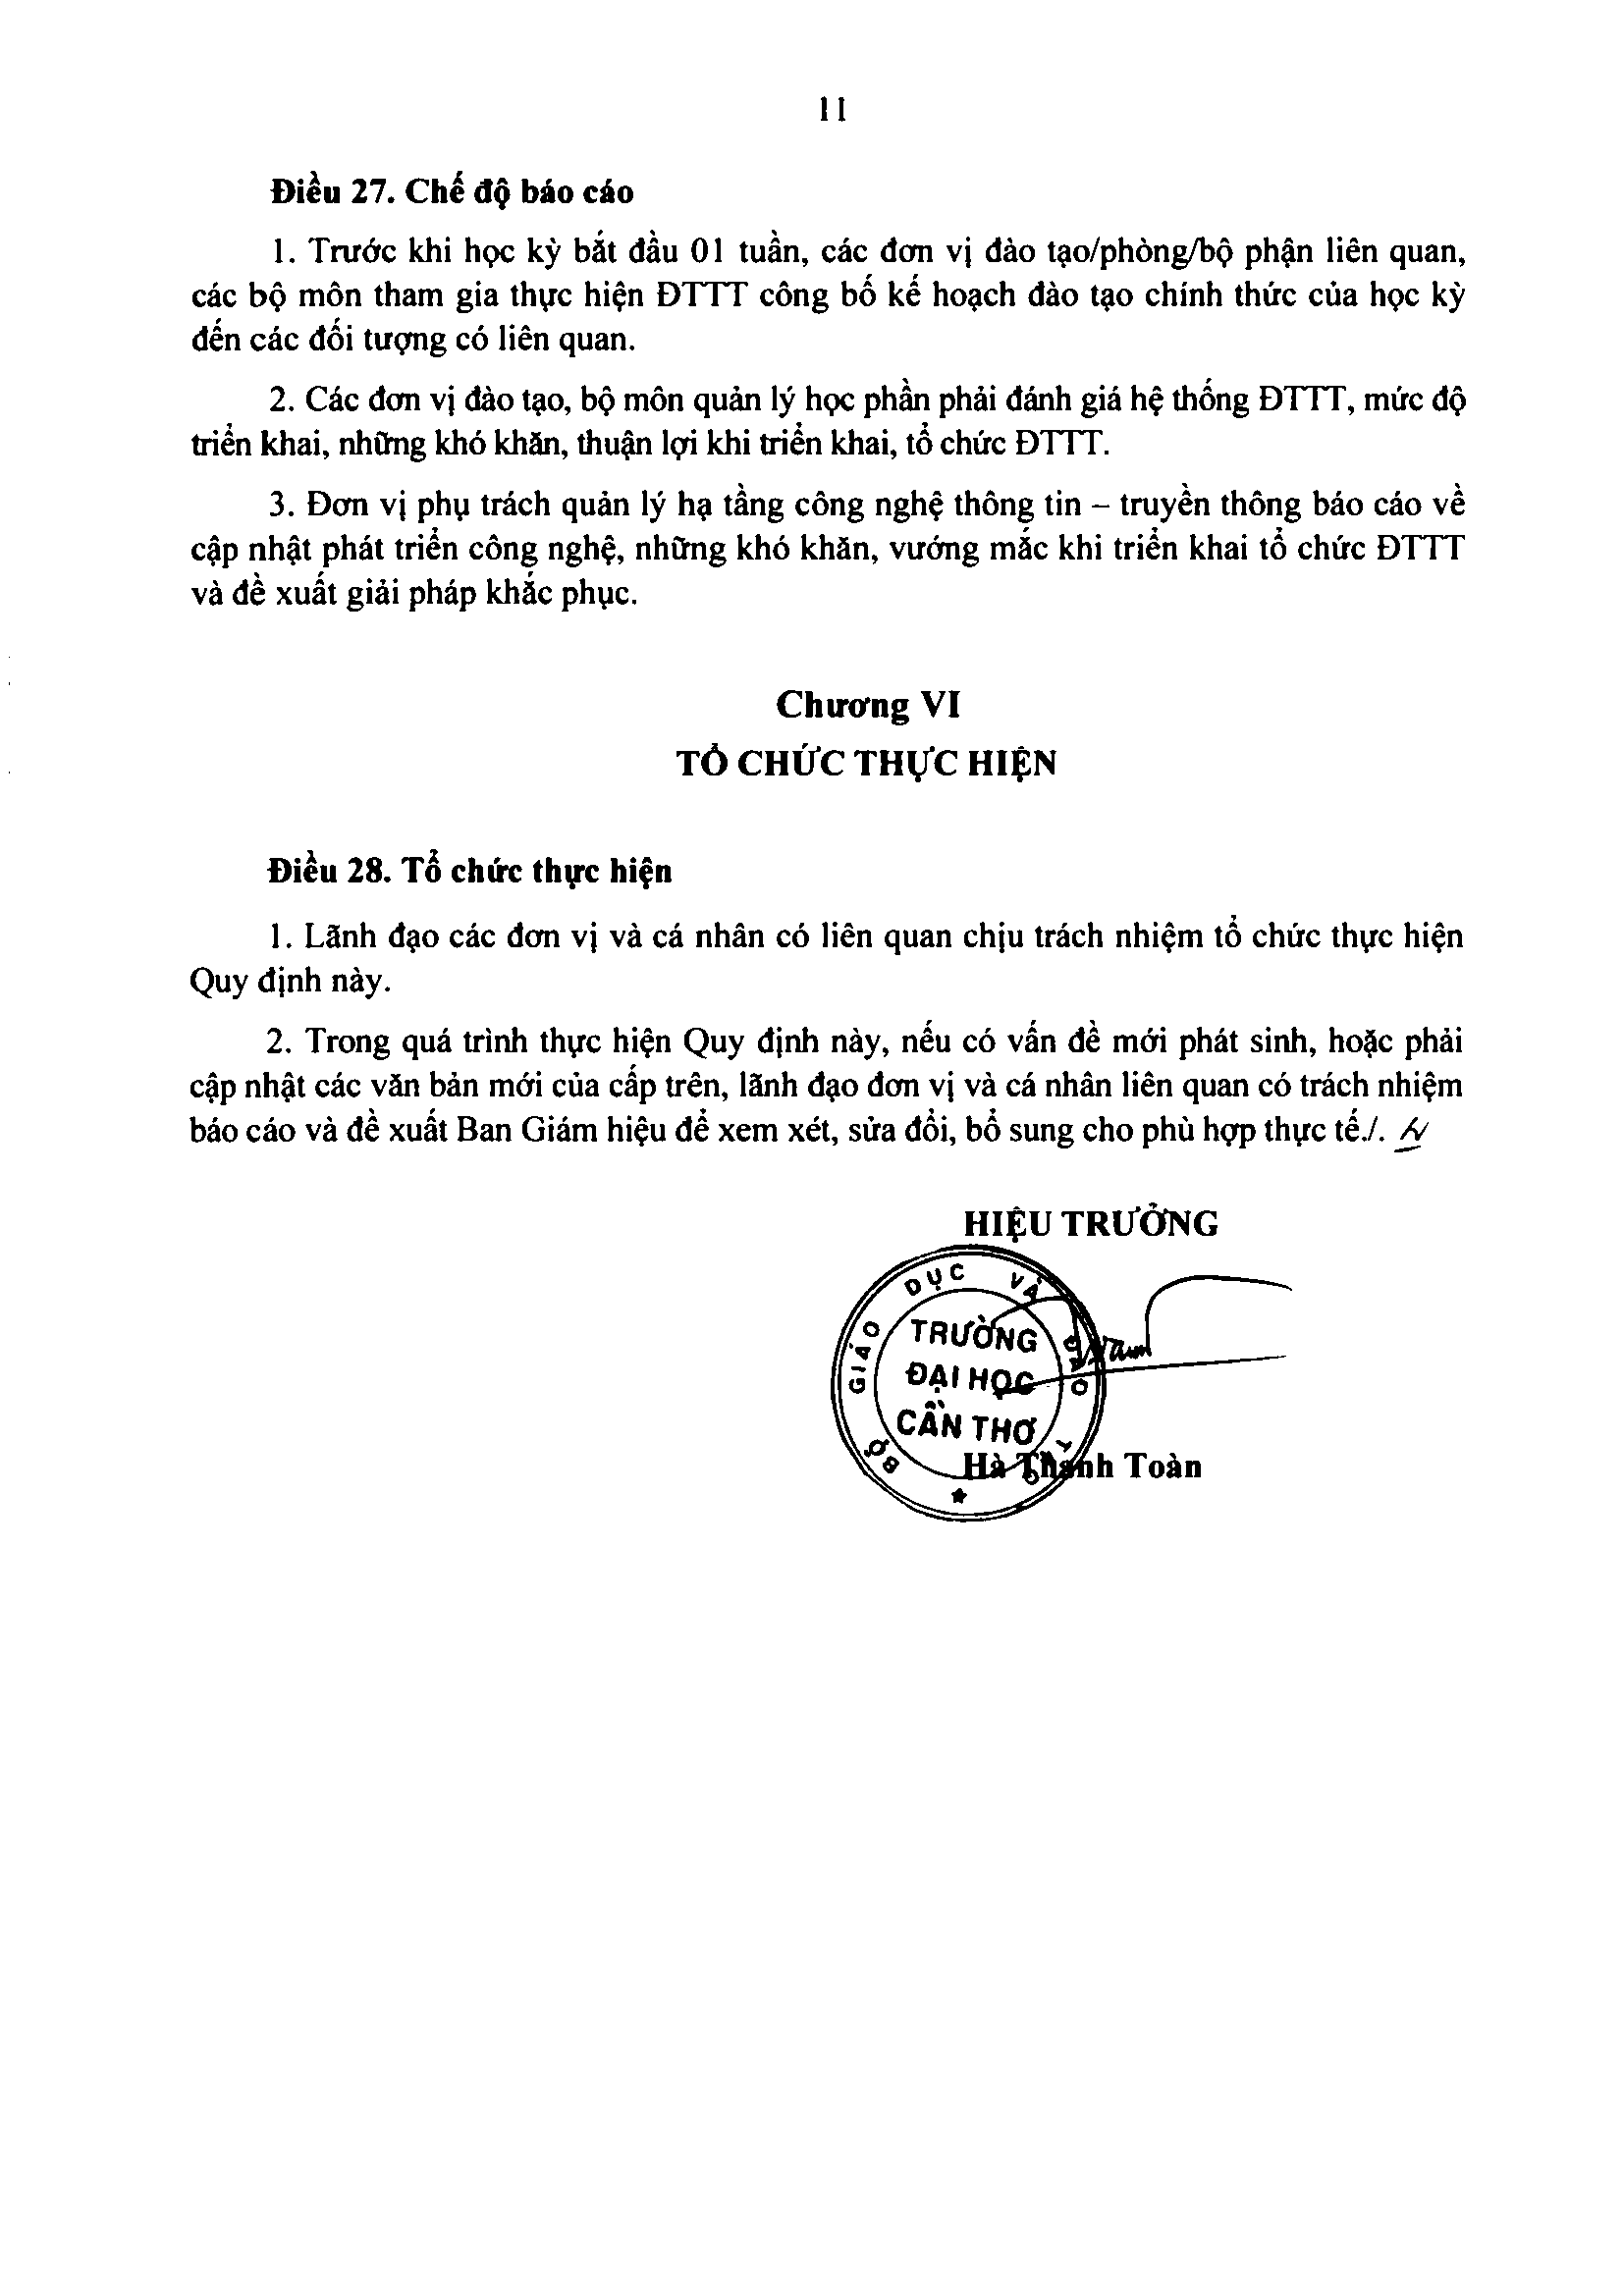 11
Điều 27. Chế độ báo cáo
1. Trước khi học kỳ bắt đầu 01 tuần, các đơn vị đào tạo/phòng/bộ phận liên quan,
các bộ môn tham gia thực hiện ĐTTT công bố kế hoạch đào tạo chính thức của học kỳ
đến các đối tượng có liên quan.
2. Các đơn vị đào tạo, bộ môn quản lý học phần phải đánh giá hệ thống ĐTTT, mức độ
triển khai, những khó khăn, thuận lợi khi triển khai, tổ chức ĐTTT.
3. Đơn vị phụ trách quản lý hạ tầng công nghệ thông tin – truyền thông báo cáo về
cập nhật phát triển công nghệ, những khó khăn, vướng mắc khi triển khai tổ chức ĐTTT
và đề xuất giải pháp khắc phục.
Chương VI
TỔ CHỨC THỰC HIỆN
Điều 28. Tổ chức thực hiện
1. Lãnh đạo các đơn vị và cá nhân có liên quan chịu trách nhiệm tổ chức thực hiện
Quy định này.
2. Trong quá trình thực hiện Quy định này, nếu có vấn đề mới phát sinh, hoặc phải
cập nhật các văn bản mới của cấp trên, lãnh đạo đơn vị và cá nhân liên quan có trách nhiệm
báo cáo và đề xuất Ban Giám hiệu để xem xét, sửa đổi, bổ sung cho phù hợp thực tế./.
HIỆU TRƯỞNG
BỘ GIÁO DỤC VÀ ĐÀO TẠO
TRƯỜNG
ĐẠI HỌC
CẦN THƠ
Hà Thanh Toàn